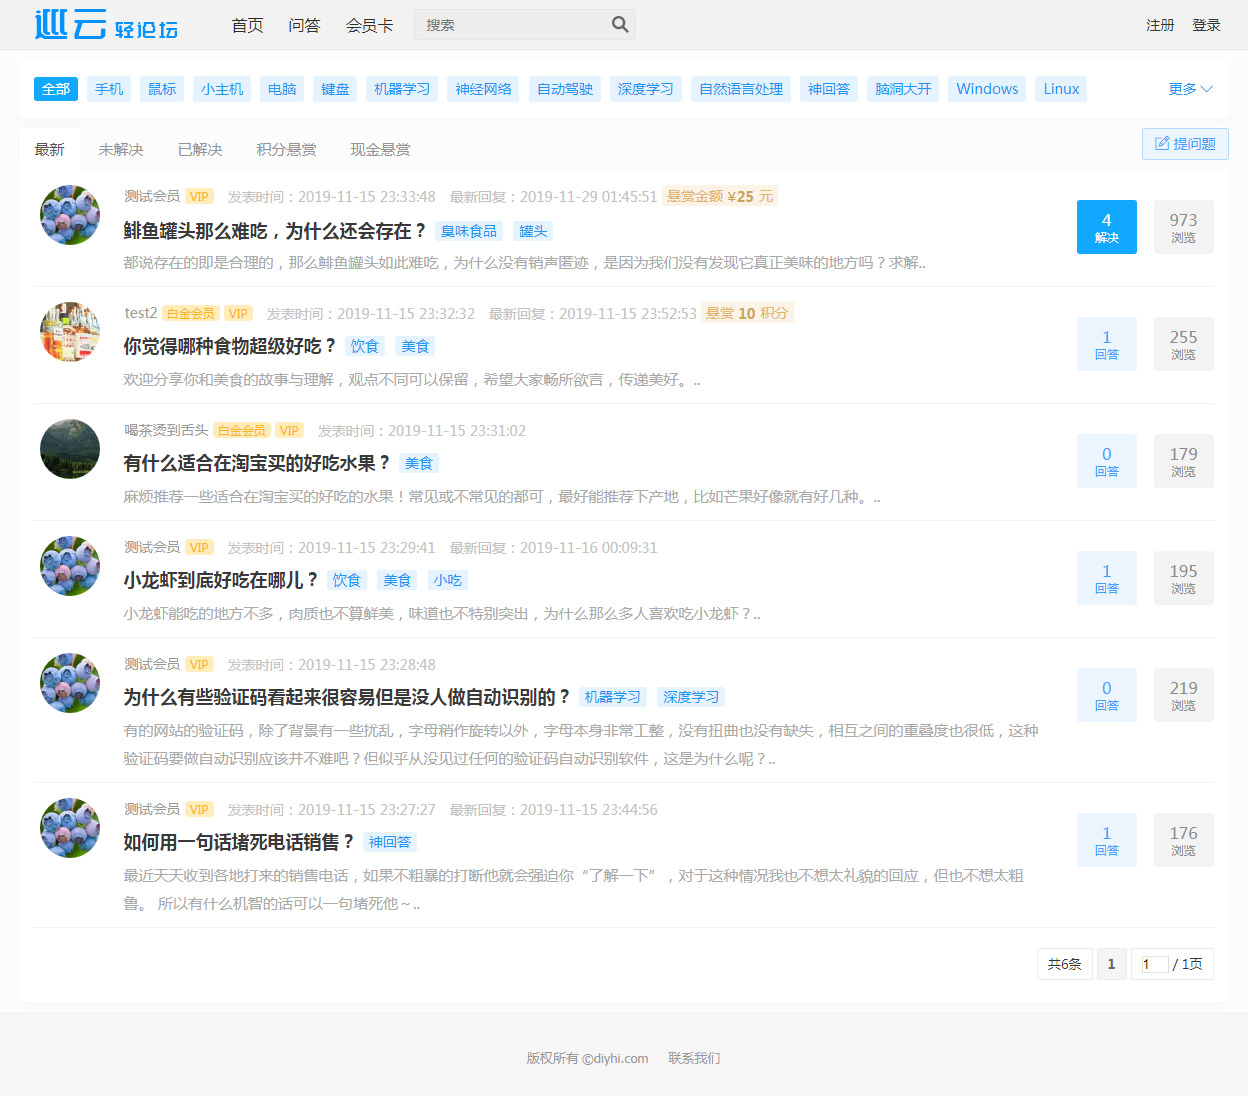 巡云 轻论坛 首页 问答 会员卡 搜索 注册 登录
全部 手机 鼠标 小主机 电脑 键盘 机器学习 神经网络 自动驾驶 深度学习 自然语言处理 神回答 脑洞大开 Windows Linux 更多
最新 未解决 已解决 积分悬赏 现金悬赏 提问题
测试会员 VIP 发表时间：2019-11-15 23:33:48 最新回复：2019-11-29 01:45:51 悬赏金额 ¥25 元
鲱鱼罐头那么难吃，为什么还会存在？ 臭味食品 罐头
都说存在的即是合理的，那么鲱鱼罐头如此难吃，为什么没有销声匿迹，是因为我们没有发现它真正美味的地方吗？求解..
4 973
解决 浏览
test2 白金会员 VIP 发表时间：2019-11-15 23:32:32 最新回复：2019-11-15 23:52:53 悬赏 10 积分
你觉得哪种食物超级好吃？ 饮食 美食
欢迎分享你和美食的故事与理解，观点不同可以保留，希望大家畅所欲言，传递美好。..
1 255
回答 浏览
喝茶烫到舌头 白金会员 VIP 发表时间：2019-11-15 23:31:02
有什么适合在淘宝买的好吃水果？ 美食
麻烦推荐一些适合在淘宝买的好吃的水果！常见或不常见的都可，最好能推荐下产地，比如芒果好像就有好几种。..
0 179
回答 浏览
测试会员 VIP 发表时间：2019-11-15 23:29:41 最新回复：2019-11-16 00:09:31
小龙虾到底好吃在哪儿？ 饮食 美食 小吃
小龙虾能吃的地方不多，肉质也不算鲜美，味道也不特别突出，为什么那么多人喜欢吃小龙虾？..
1 195
回答 浏览
测试会员 VIP 发表时间：2019-11-15 23:28:48
为什么有些验证码看起来很容易但是没人做自动识别的？ 机器学习 深度学习
有的网站的验证码，除了背景有一些扰乱，字母稍作旋转以外，字母本身非常工整，没有扭曲也没有缺失，相互之间的重叠度也很低，这种
验证码要做自动识别应该并不难吧？但似乎从没见过任何的验证码自动识别软件，这是为什么呢？..
0 219
回答 浏览
测试会员 VIP 发表时间：2019-11-15 23:27:27 最新回复：2019-11-15 23:44:56
如何用一句话堵死电话销售？ 神回答
最近天天收到各地打来的销售电话，如果不粗暴的打断他就会强迫你“了解一下”，对于这种情况我也不想太礼貌的回应，但也不想太粗
鲁。 所以有什么机智的话可以一句堵死他～..
1 176
回答 浏览
共6条 1 1 / 1页
版权所有 ©diyhi.com 联系我们